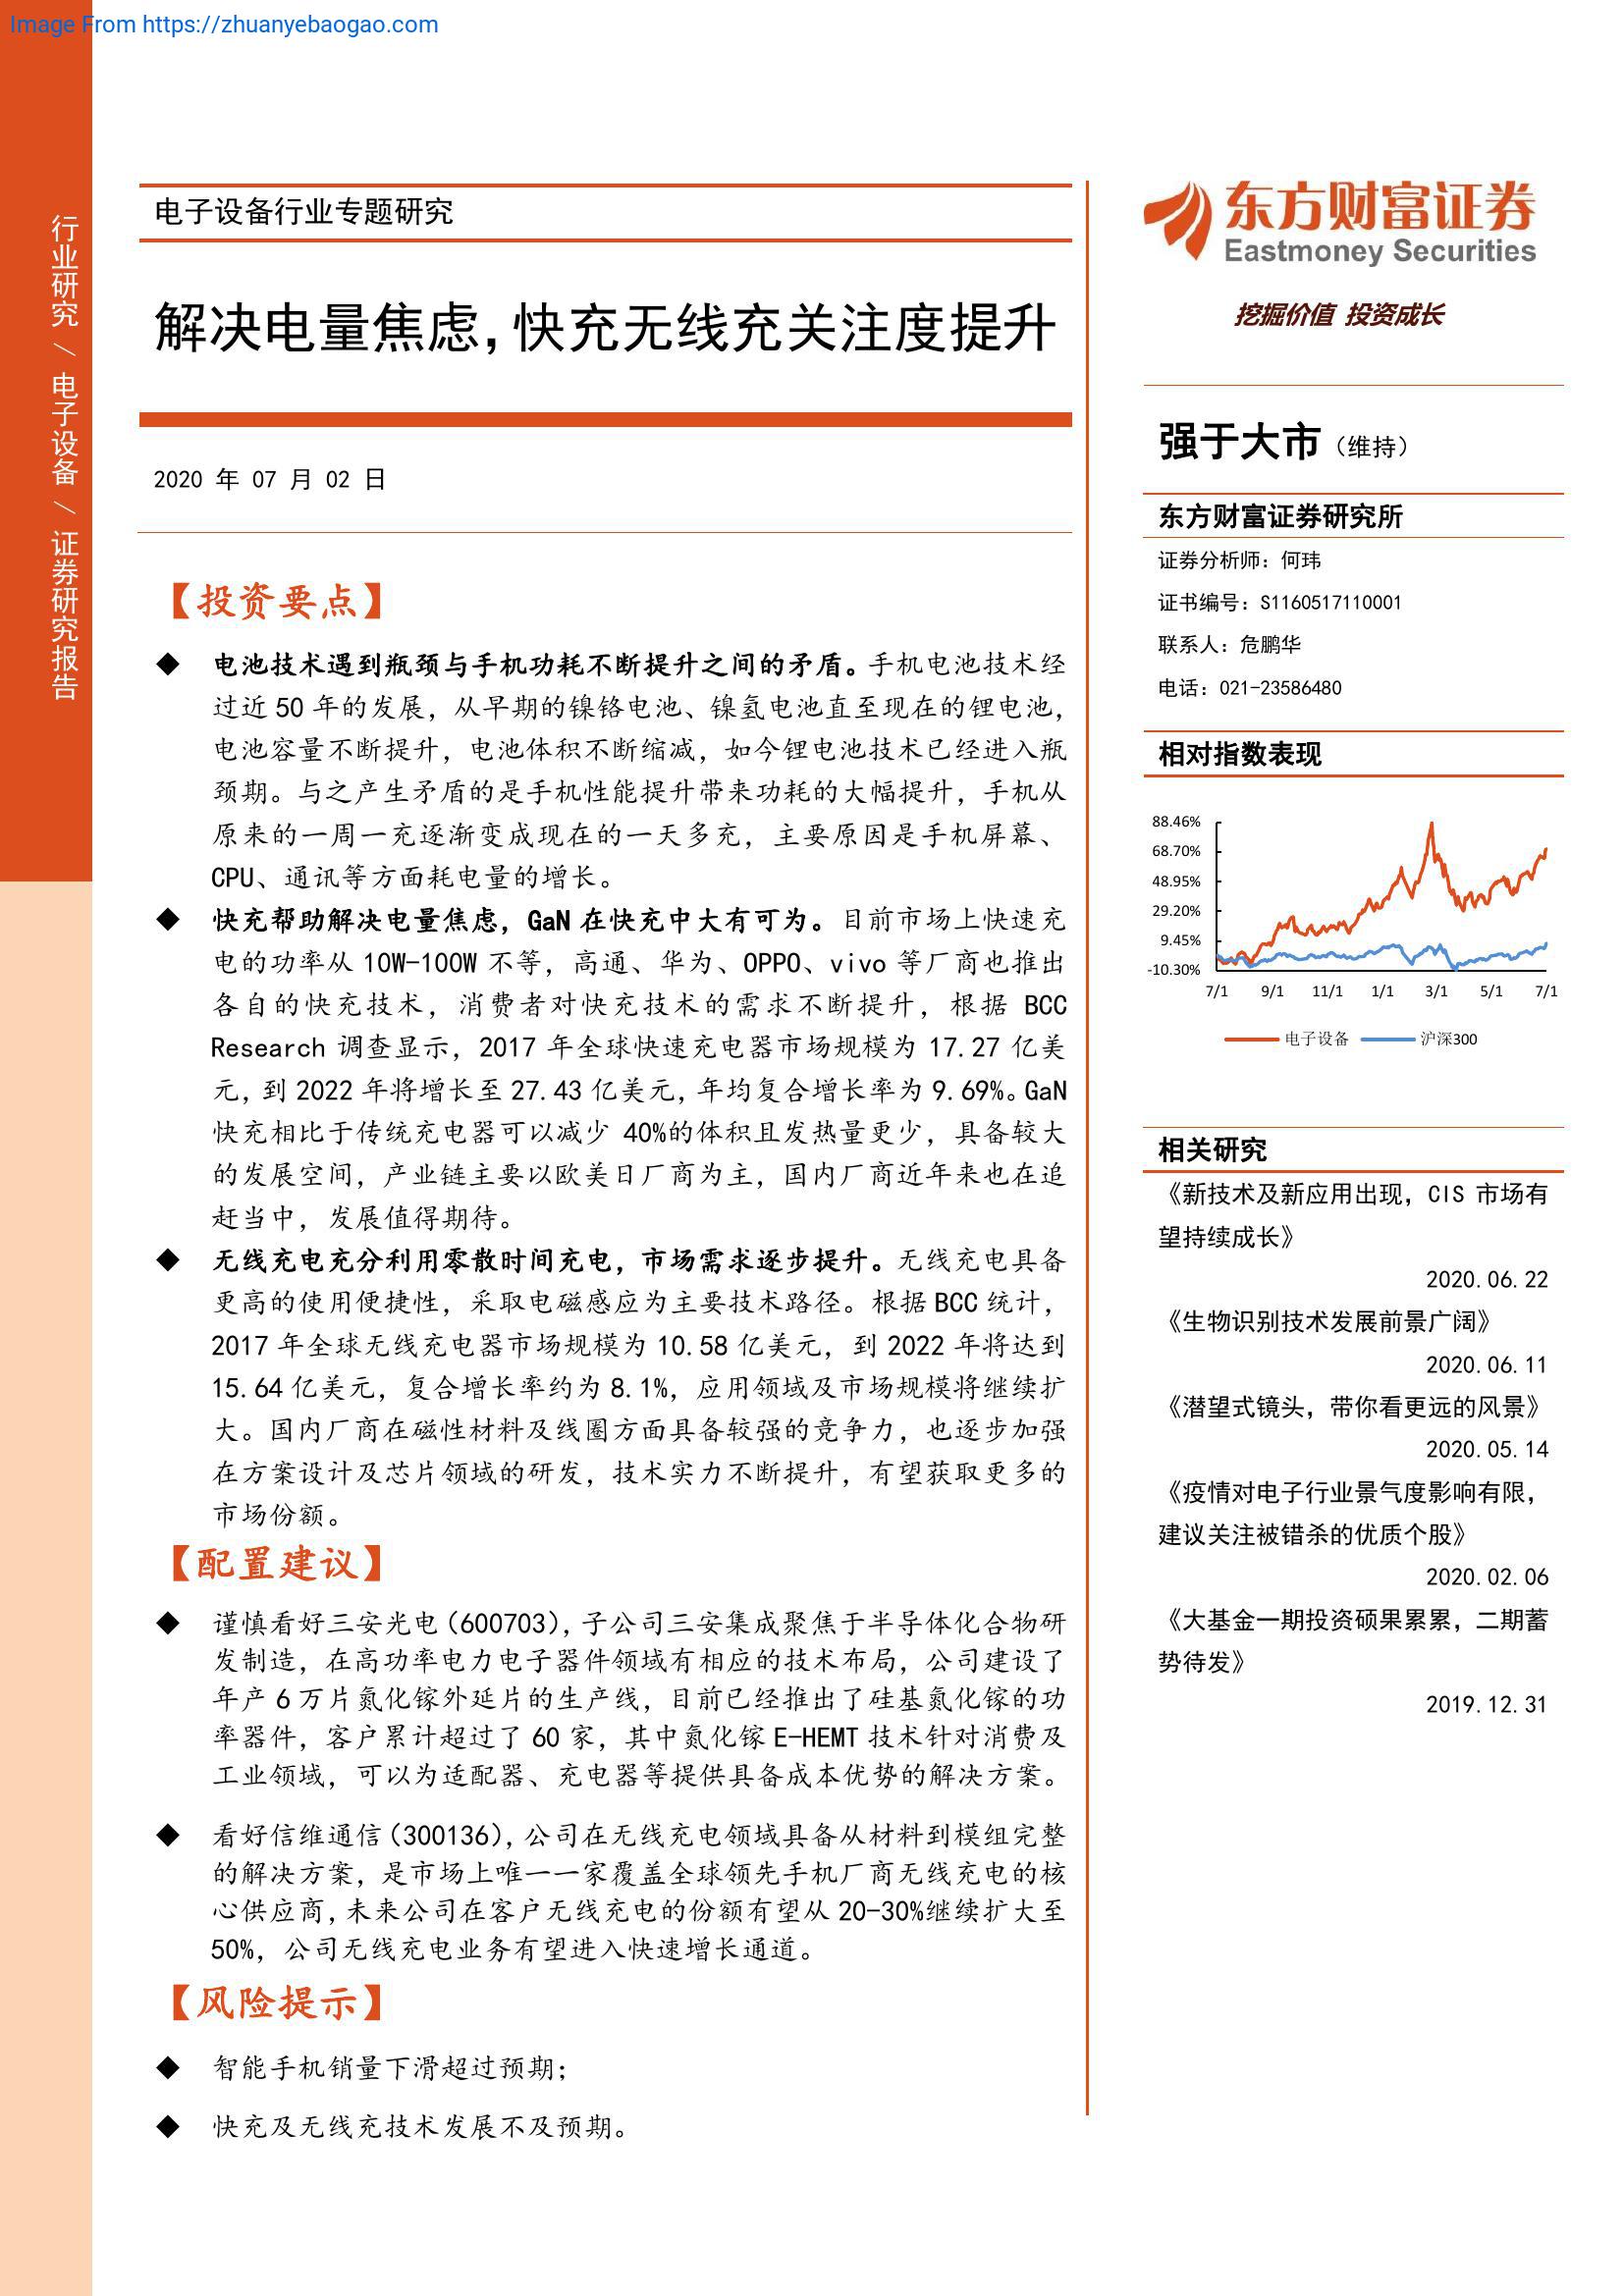 Image From https://zhuanyebaogao.com
行业研究 / 电子设备 / 证券研究报告
电子设备行业专题研究
解决电量焦虑，快充无线充关注度提升
2020 年 07 月 02 日
【投资要点】
◆ 电池技术遇到瓶颈与手机功耗不断提升之间的矛盾。手机电池技术经
过近 50 年的发展，从早期的镍铬电池、镍氢电池直至现在的锂电池，
电池容量不断提升，电池体积不断缩减，如今锂电池技术已经进入瓶
颈期。与之产生矛盾的是手机性能提升带来功耗的大幅提升，手机从
原来的一周一充逐渐变成现在的一天多充，主要原因是手机屏幕、
CPU、通讯等方面耗电量的增长。
◆ 快充帮助解决电量焦虑，GaN 在快充中大有可为。目前市场上快速充
电的功率从 10W-100W 不等，高通、华为、OPPO、vivo 等厂商也推出
各自的快充技术，消费者对快充技术的需求不断提升，根据 BCC
Research 调查显示，2017 年全球快速充电器市场规模为 17.27 亿美
元，到 2022 年将增长至 27.43 亿美元，年均复合增长率为 9.69%。GaN
快充相比于传统充电器可以减少 40%的体积且发热量更少，具备较大
的发展空间，产业链主要以欧美日厂商为主，国内厂商近年来也在追
赶当中，发展值得期待。
◆ 无线充电充分利用零散时间充电，市场需求逐步提升。无线充电具备
更高的使用便捷性，采取电磁感应为主要技术路径。根据 BCC 统计，
2017 年全球无线充电器市场规模为 10.58 亿美元，到 2022 年将达到
15.64 亿美元，复合增长率约为 8.1%，应用领域及市场规模将继续扩
大。国内厂商在磁性材料及线圈方面具备较强的竞争力，也逐步加强
在方案设计及芯片领域的研发，技术实力不断提升，有望获取更多的
市场份额。
【配置建议】
◆ 谨慎看好三安光电（600703），子公司三安集成聚焦于半导体化合物研
发制造，在高功率电力电子器件领域有相应的技术布局，公司建设了
年产 6 万片氮化镓外延片的生产线，目前已经推出了硅基氮化镓的功
率器件，客户累计超过了 60 家，其中氮化镓 E-HEMT 技术针对消费及
工业领域，可以为适配器、充电器等提供具备成本优势的解决方案。
◆ 看好信维通信（300136），公司在无线充电领域具备从材料到模组完整
的解决方案，是市场上唯一一家覆盖全球领先手机厂商无线充电的核
心供应商，未来公司在客户无线充电的份额有望从 20-30%继续扩大至
50%，公司无线充电业务有望进入快速增长通道。
【风险提示】
◆ 智能手机销量下滑超过预期；
◆ 快充及无线充技术发展不及预期。
东方财富证券
Eastmoney Securities
挖掘价值 投资成长
强于大市（维持）
东方财富证券研究所
证券分析师：何玮
证书编号：S1160517110001
联系人：危鹏华
电话：021-23586480
相对指数表现
88.46%
68.70%
48.95%
29.20%
9.45%
-10.30%
7/1 9/1 11/1 1/1 3/1 5/1 7/1
电子设备 沪深300
相关研究
《新技术及新应用出现，CIS 市场有
望持续成长》
2020.06.22
《生物识别技术发展前景广阔》
2020.06.11
《潜望式镜头，带你看更远的风景》
2020.05.14
《疫情对电子行业景气度影响有限，
建议关注被错杀的优质个股》
2020.02.06
《大基金一期投资硕果累累，二期蓄
势待发》
2019.12.31